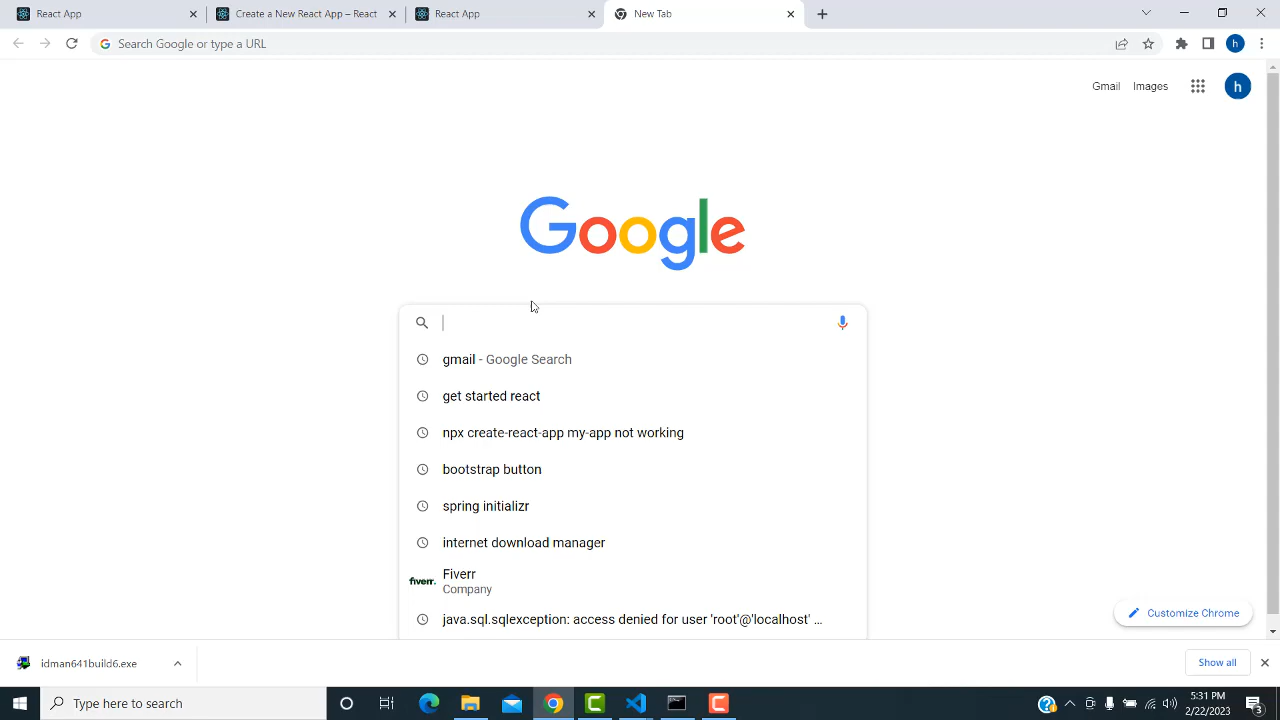 React App
Create a New React App – React
React App
New Tab
Search Google or type a URL
h
Gmail
Images
h
Google
gmail - Google Search
get started react
npx create-react-app my-app not working
bootstrap button
spring initializr
internet download manager
fiverr.
Fiverr
Company
java.sql.sqlexception: access denied for user 'root'@'localhost' ...
Customize Chrome
idman641build6.exe
Show all
Type here to search
5:31 PM
2/22/2023
3